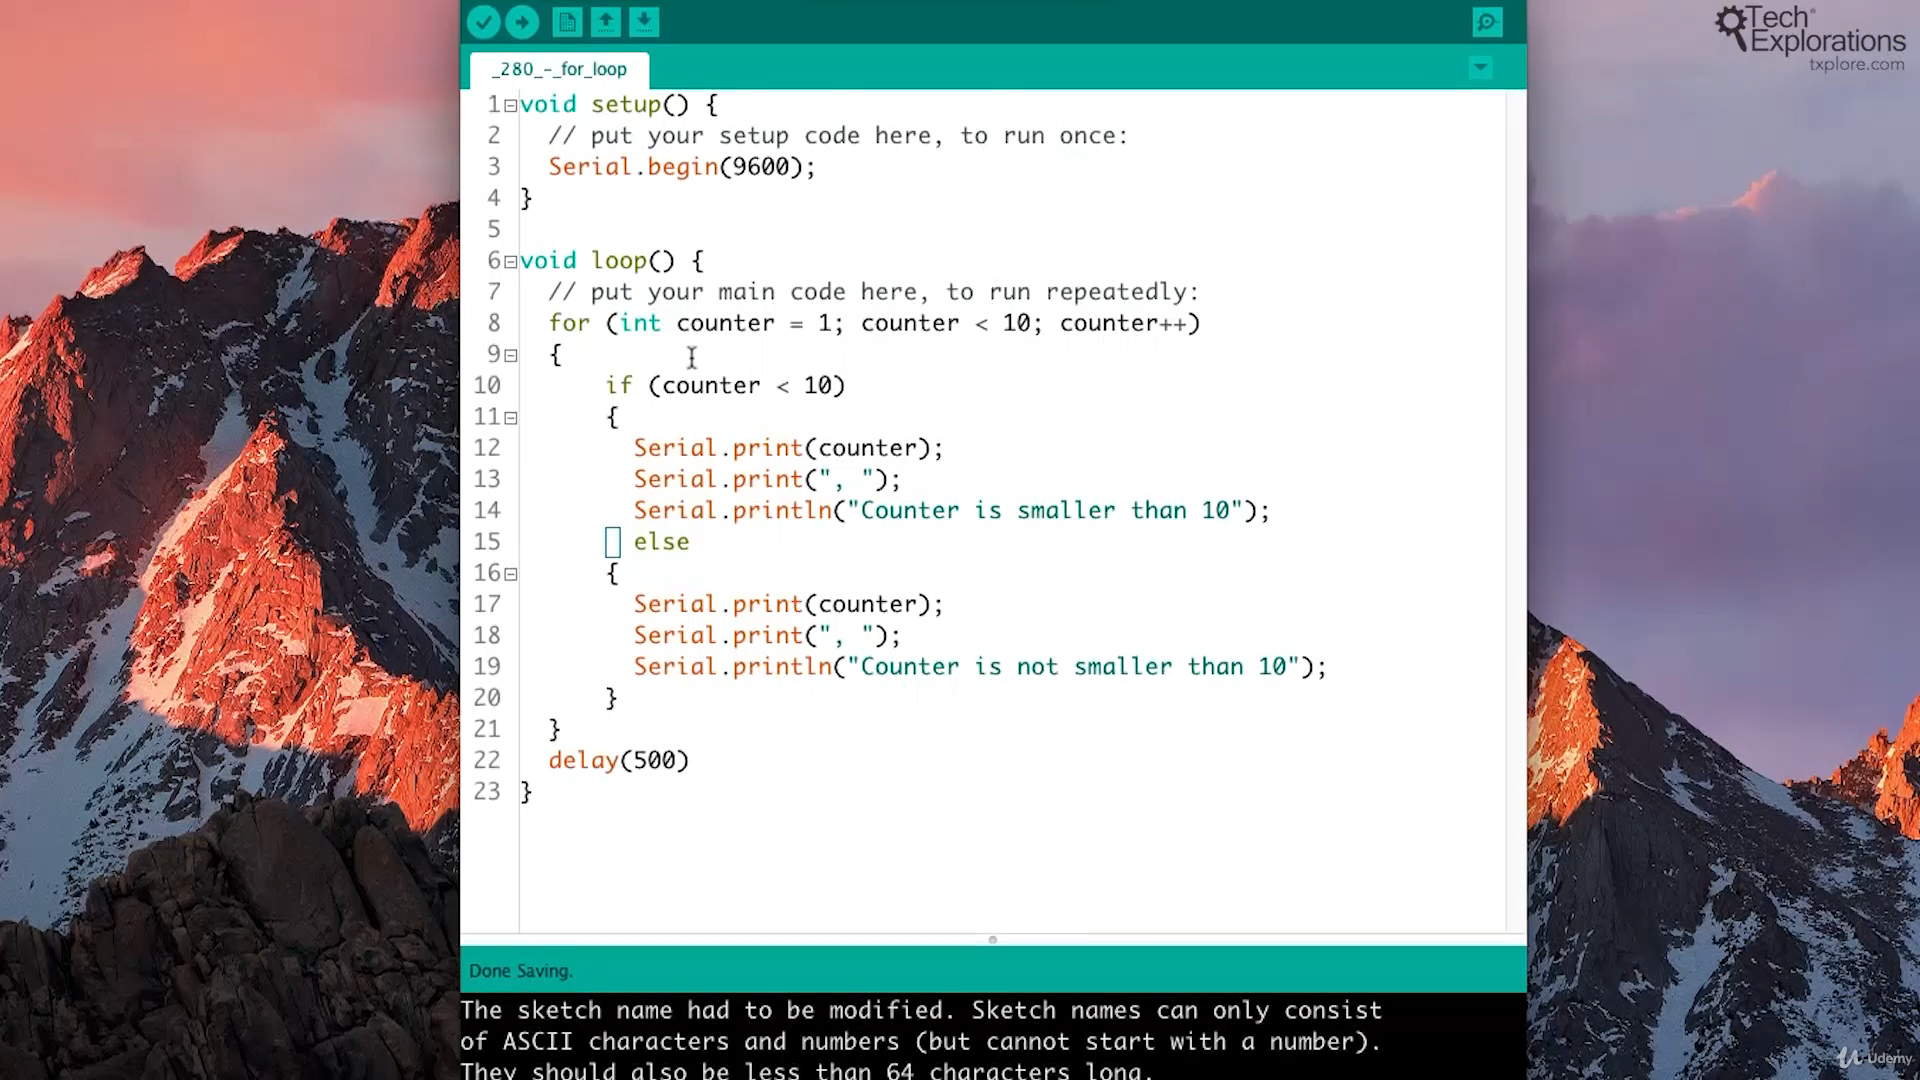 Tech
Explorations
txplore.com
_280_-_for_loop
1 void setup() {
2 // put your setup code here, to run once:
3 Serial.begin(9600);
4 }
5
6 void loop() {
7 // put your main code here, to run repeatedly:
8 for (int counter = 1; counter < 10; counter++)
9 {
10 if (counter < 10)
11 {
12 Serial.print(counter);
13 Serial.print(", ");
14 Serial.println("Counter is smaller than 10");
15 else
16 {
17 Serial.print(counter);
18 Serial.print(", ");
19 Serial.println("Counter is not smaller than 10");
20 }
21 }
22 delay(500)
23 }
Done Saving.
The sketch name had to be modified. Sketch names can only consist
of ASCII characters and numbers (but cannot start with a number).
They should also be less than 64 characters long.
Udemy